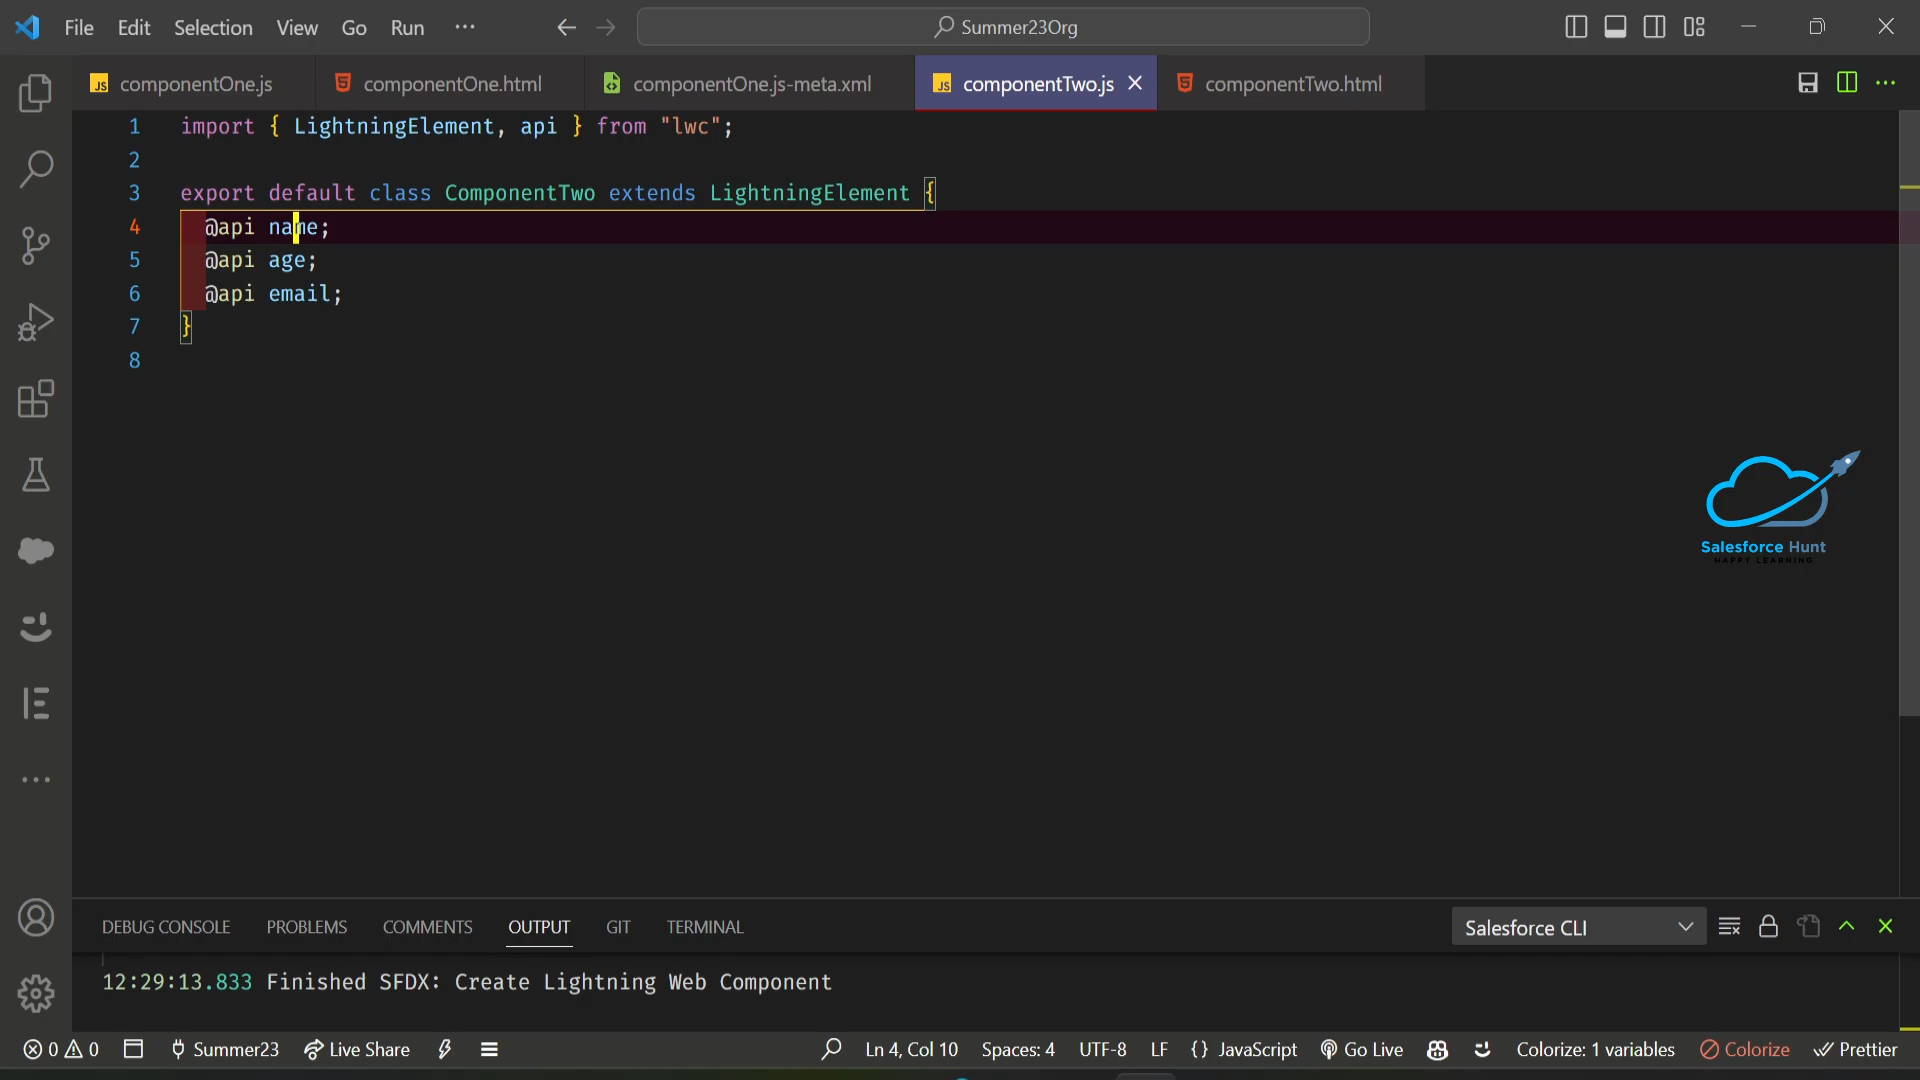 File Edit Selection View Go Run ··· Summer23Org
componentOne.js componentOne.html componentOne.js-meta.xml componentTwo.js componentTwo.html
1 import { LightningElement, api } from "lwc";
2
3 export default class ComponentTwo extends LightningElement {
4 @api name;
5 @api age;
6 @api email;
7 }
8
Salesforce Hunt
HAPPY LEARNING
DEBUG CONSOLE PROBLEMS COMMENTS OUTPUT GIT TERMINAL Salesforce CLI
12:29:13.833 Finished SFDX: Create Lightning Web Component
0 0 Summer23 Live Share Ln 4, Col 10 Spaces: 4 UTF-8 LF {} JavaScript Go Live Colorize: 1 variables Colorize Prettier